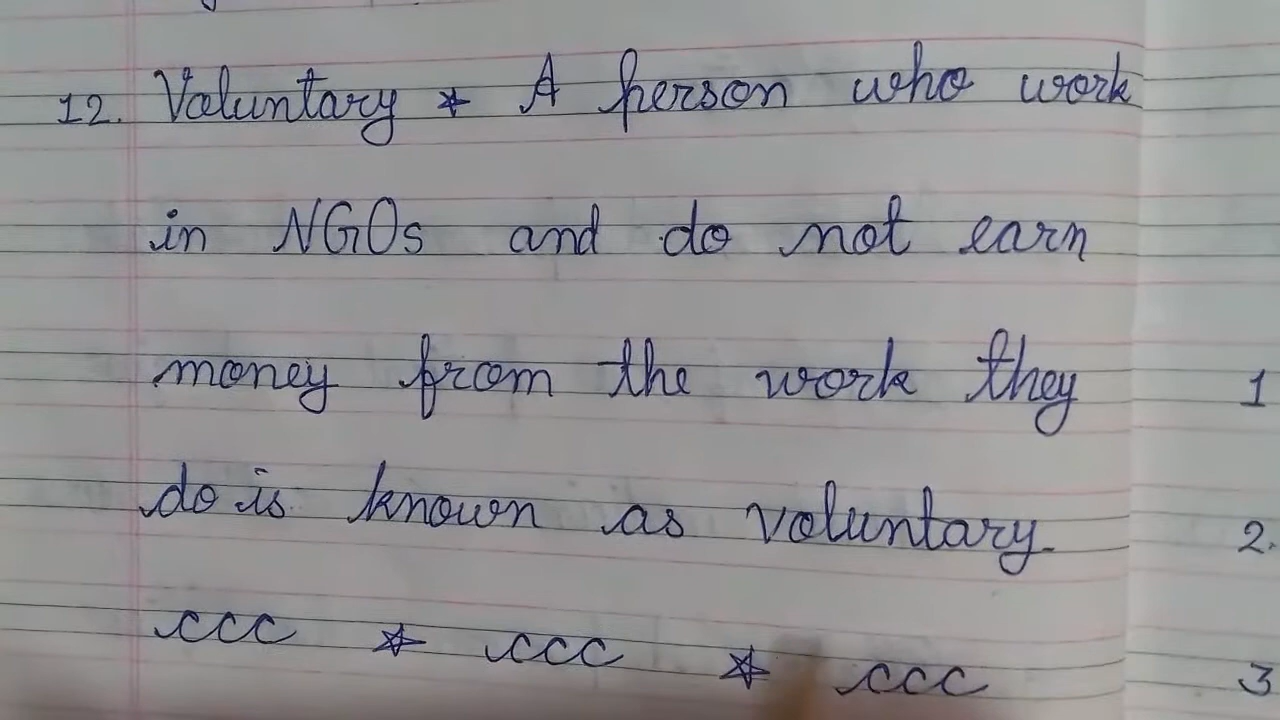 12. Voluntary * A person who work
in NGOs and do not earn
money from the work they
do is known as voluntary.
ccc ☆ ccc ☆ ccc
1
2.
3